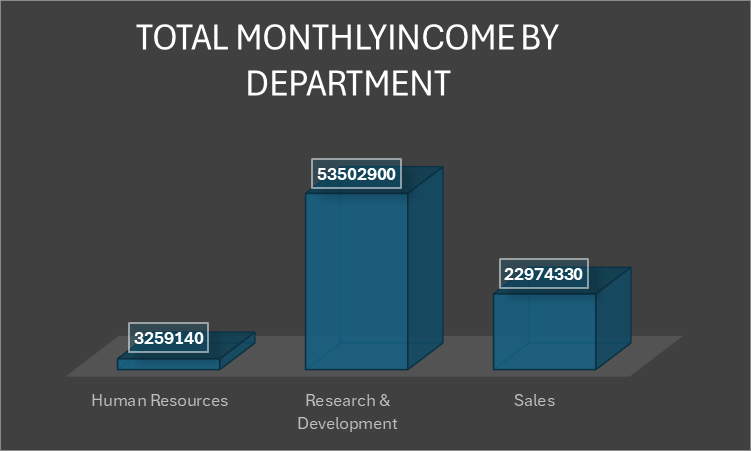 TOTAL MONTHLYINCOME BY
DEPARTMENT
53502900
22974330
3259140
Human Resources
Research &
Development
Sales